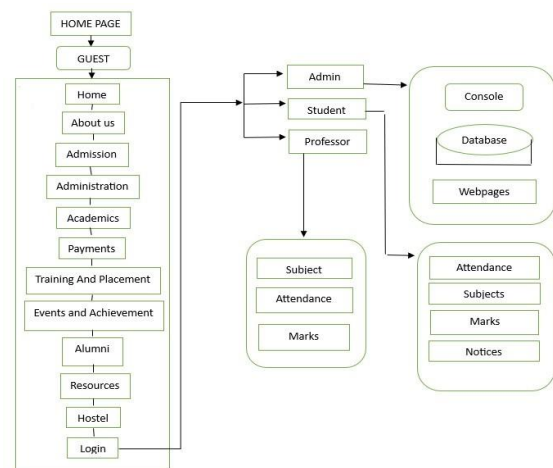 HOME PAGE
GUEST
Home
About us
Admission
Administration
Academics
Payments
Training And Placement
Events and Achievement
Alumni
Resources
Hostel
Login
Admin
Student
Professor
Console
Database
Webpages
Subject
Attendance
Marks
Attendance
Subjects
Marks
Notices